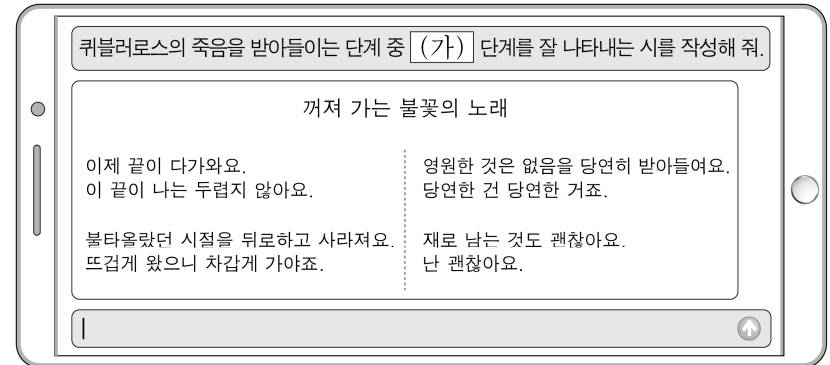 퀴블러로스의 죽음을 받아들이는 단계 중 (가) 단계를 잘 나타내는 시를 작성해 줘.
꺼져 가는 불꽃의 노래
이제 끝이 다가와요.
이 끝이 나는 두렵지 않아요.
불타올랐던 시절을 뒤로하고 사라져요.
뜨겁게 왔으니 차갑게 가야죠.
영원한 것은 없음을 당연히 받아들여요.
당연한 건 당연한 거죠.
재로 남는 것도 괜찮아요.
난 괜찮아요.